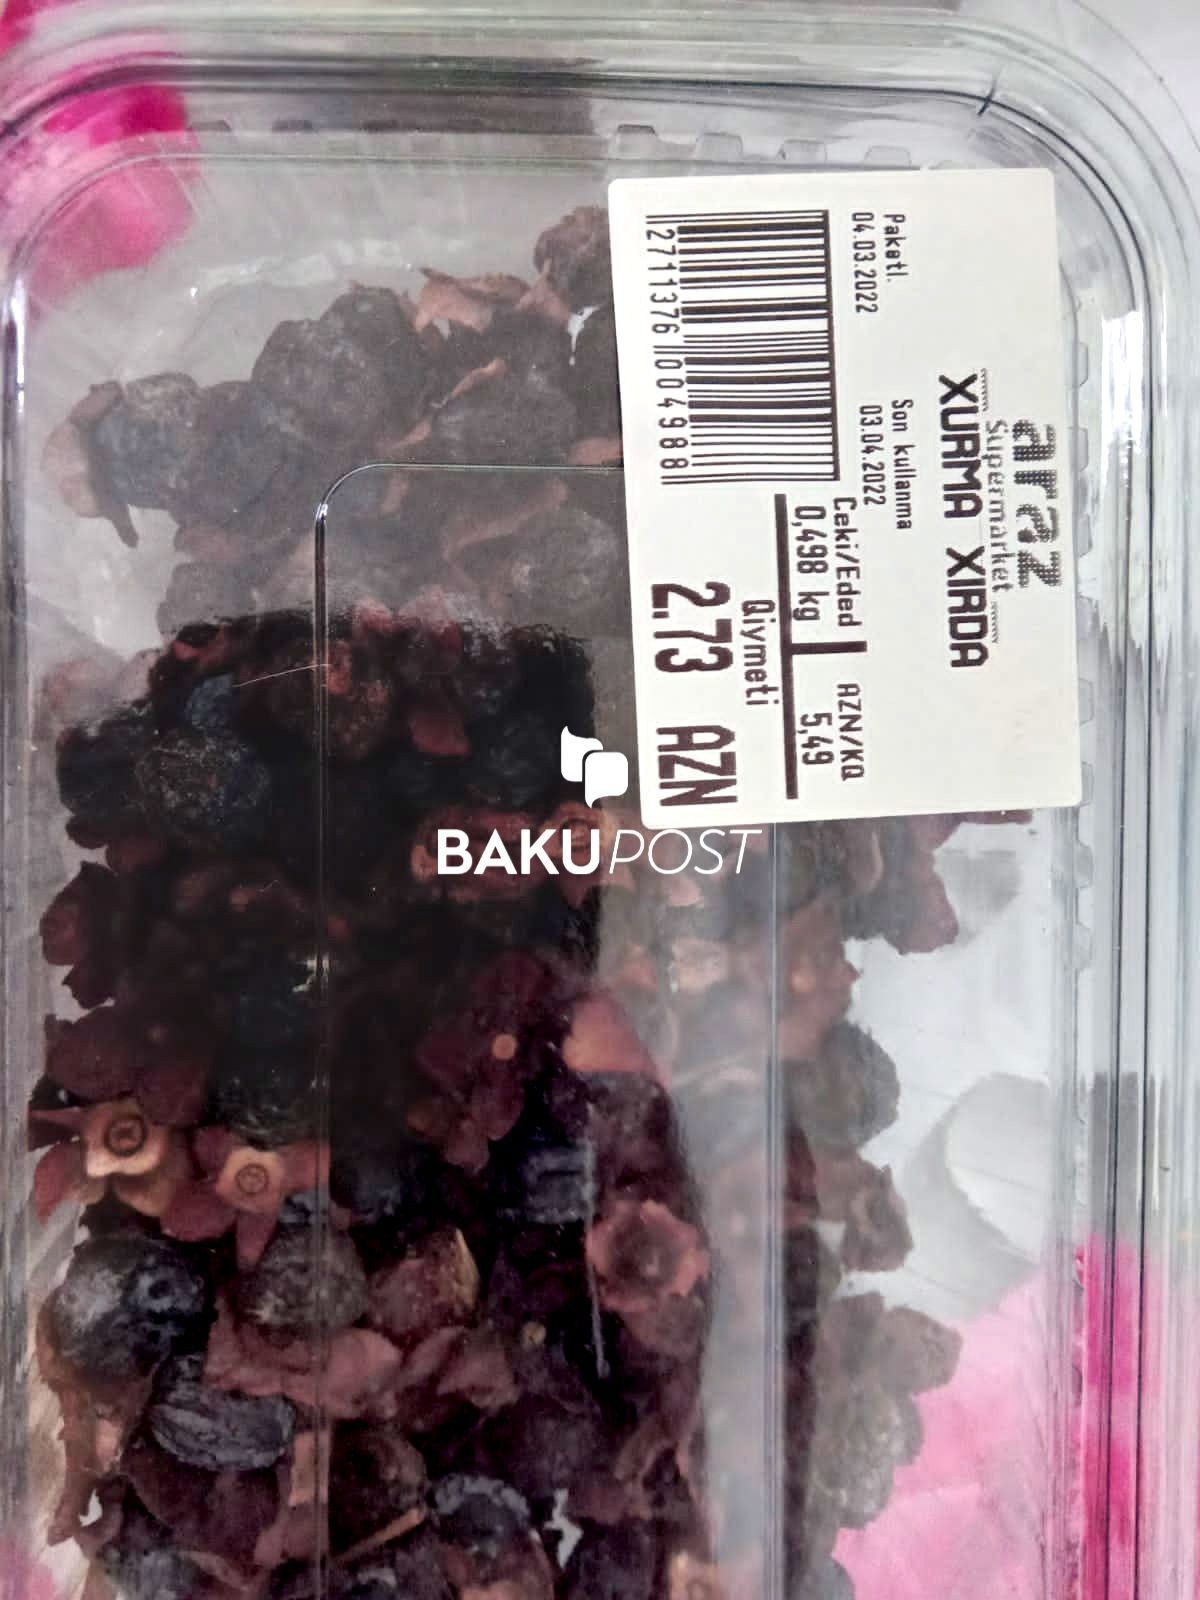 araz
Supermarket
XURMA XIRDA
Paketl.
04.03.2022
Son kullanma
03.04.2022
Ceki/Eded
0,498 kg
AZN/KQ
5,49
2711376004988
Qiymeti
2.73 AZN
BAKUPOST